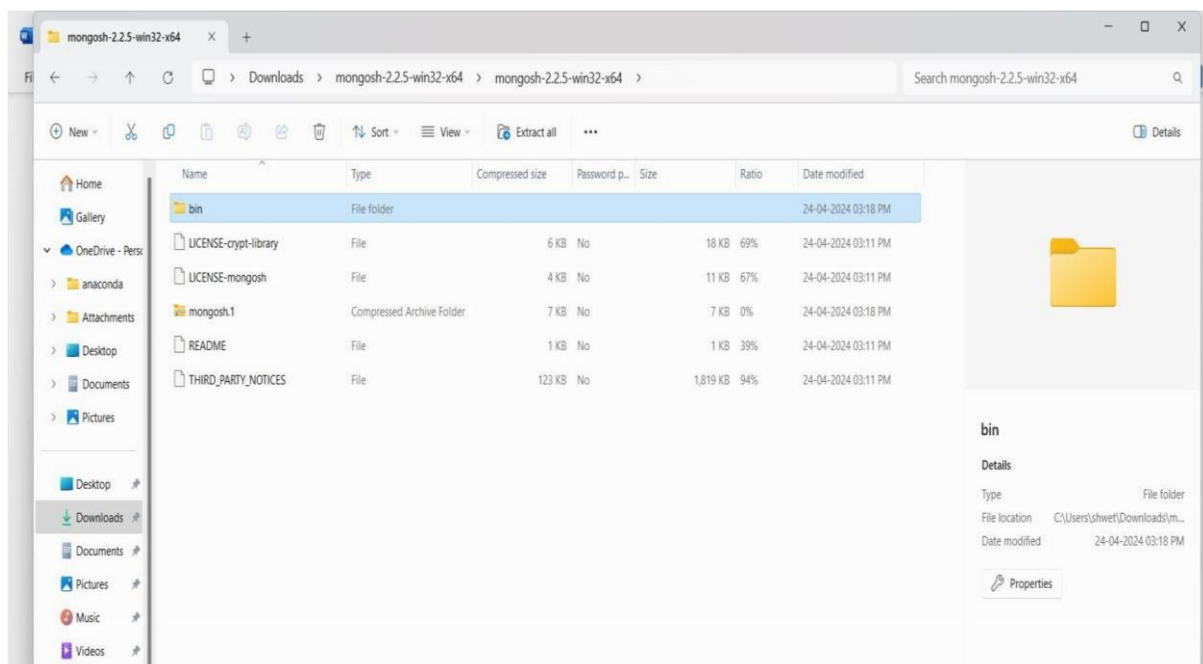 mongosh-2.2.5-win32-x64
Fi
Downloads > mongosh-2.2.5-win32-x64 > mongosh-2.2.5-win32-x64 >
Search mongosh-2.2.5-win32-x64
New
Sort
View
Extract all
Details
Home
Gallery
OneDrive - Perso
anaconda
Attachments
Desktop
Documents
Pictures
Desktop
Downloads
Documents
Pictures
Music
Videos
Name Type Compressed size Password p... Size Ratio Date modified
bin File folder 24-04-2024 03:18 PM
LICENSE-crypt-library File 6 KB No 18 KB 69% 24-04-2024 03:11 PM
LICENSE-mongosh File 4 KB No 11 KB 67% 24-04-2024 03:11 PM
mongosh.1 Compressed Archive Folder 7 KB No 7 KB 0% 24-04-2024 03:18 PM
README File 1 KB No 1 KB 39% 24-04-2024 03:11 PM
THIRD_PARTY_NOTICES File 123 KB No 1,819 KB 94% 24-04-2024 03:11 PM
bin
Details
Type File folder
File location C:\Users\shwet\Downloads\m...
Date modified 24-04-2024 03:18 PM
Properties